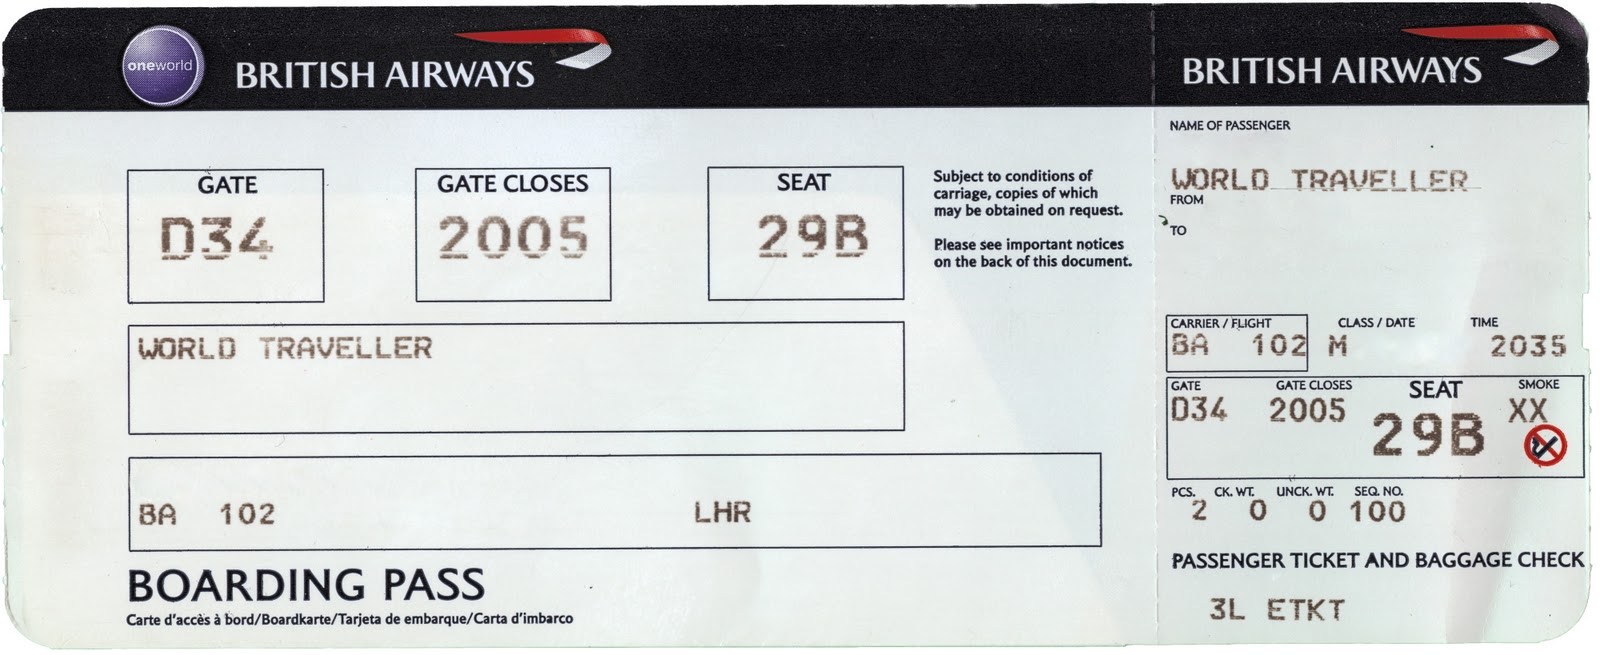 oneworld BRITISH AIRWAYS
GATE GATE CLOSES SEAT
D34 2005 29B
Subject to conditions of
carriage, copies of which
may be obtained on request.
Please see important notices
on the back of this document.
WORLD TRAVELLER
BA 102 LHR
BOARDING PASS
Carte d'accès à bord/Boardkarte/Tarjeta de embarque/Carta d'imbarco
BRITISH AIRWAYS
NAME OF PASSENGER
WORLD TRAVELLER
FROM
TO
CARRIER / FLIGHT CLASS / DATE TIME
BA 102 M 2035
GATE GATE CLOSES SEAT SMOKE
D34 2005 29B XX
PCS. CK. WT. UNCK. WT. SEQ. NO.
2 0 0 100
PASSENGER TICKET AND BAGGAGE CHECK
3L ETKT